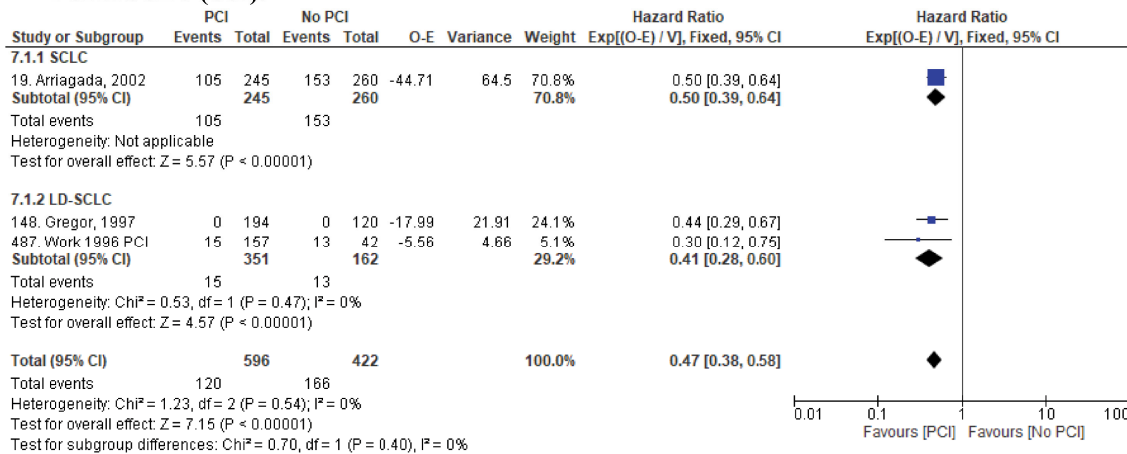 PCI No PCI Hazard Ratio Hazard Ratio
Study or Subgroup Events Total Events Total O-E Variance Weight Exp[(O-E) / V], Fixed, 95% CI Exp[(O-E) / V], Fixed, 95% CI
7.1.1 SCLC
19. Arriagada, 2002 105 245 153 260 -44.71 64.5 70.8% 0.50 [0.39, 0.64]
Subtotal (95% CI) 245 260 70.8% 0.50 [0.39, 0.64]
Total events 105 153
Heterogeneity: Not applicable
Test for overall effect: Z = 5.57 (P < 0.00001)
7.1.2 LD-SCLC
148. Gregor, 1997 0 194 0 120 -17.99 21.91 24.1% 0.44 [0.29, 0.67]
487. Work 1996 PCI 15 157 13 42 -5.56 4.66 5.1% 0.30 [0.12, 0.75]
Subtotal (95% CI) 351 162 29.2% 0.41 [0.28, 0.60]
Total events 15 13
Heterogeneity: Chi² = 0.53, df = 1 (P = 0.47); I² = 0%
Test for overall effect: Z = 4.57 (P < 0.00001)
Total (95% CI) 596 422 100.0% 0.47 [0.38, 0.58]
Total events 120 166
Heterogeneity: Chi² = 1.23, df = 2 (P = 0.54); I² = 0%
Test for overall effect: Z = 7.15 (P < 0.00001)
Test for subgroup differences: Chi² = 0.70, df = 1 (P = 0.40), I² = 0%
0.01 0.1 1 10 100
Favours [PCI] Favours [No PCI]